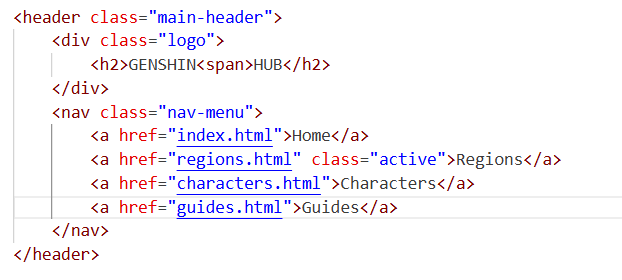 <header class="main-header">
<div class="logo">
<h2>GENSHIN<span>HUB</h2>
</div>
<nav class="nav-menu">
<a href="index.html">Home</a>
<a href="regions.html" class="active">Regions</a>
<a href="characters.html">Characters</a>
<a href="guides.html">Guides</a>
</nav>
</header>